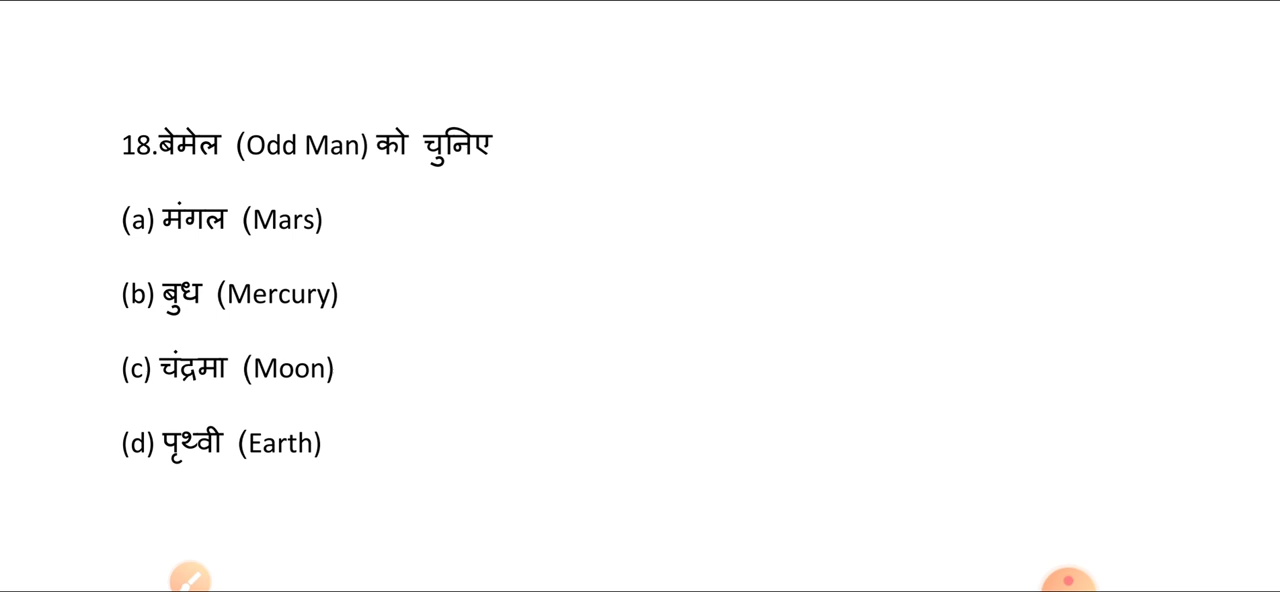 18.बेमेल (Odd Man) को चुनिए
(a) मंगल (Mars)
(b) बुध (Mercury)
(c) चंद्रमा (Moon)
(d) पृथ्वी (Earth)